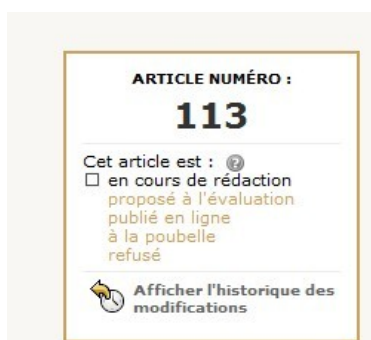 ARTICLE NUMÉRO :
113
Cet article est :
en cours de rédaction
proposé à l'évaluation
publié en ligne
à la poubelle
refusé
Afficher l'historique des
modifications